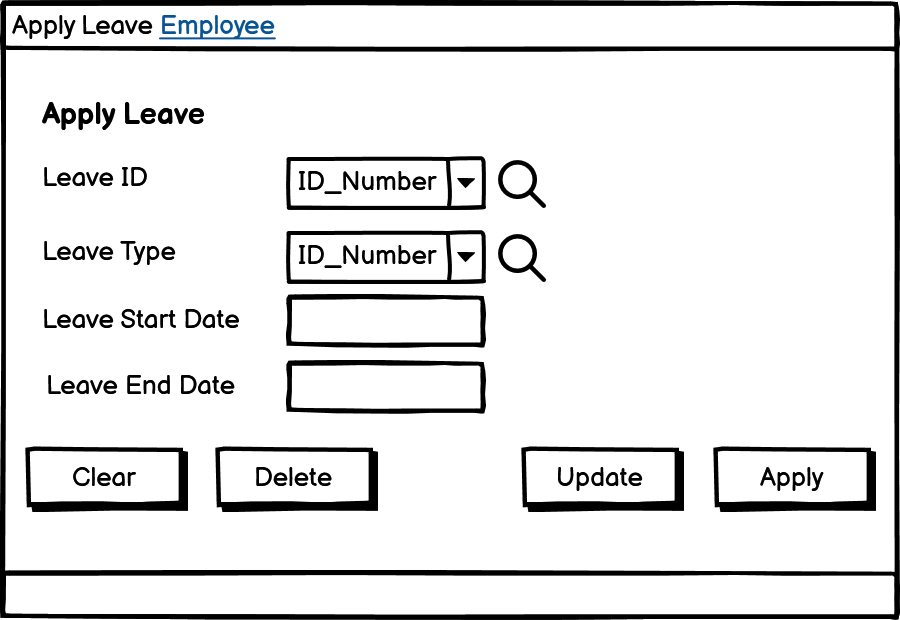 Apply Leave Employee
Apply Leave
Leave ID ID_Number
Leave Type ID_Number
Leave Start Date
Leave End Date
Clear Delete Update Apply